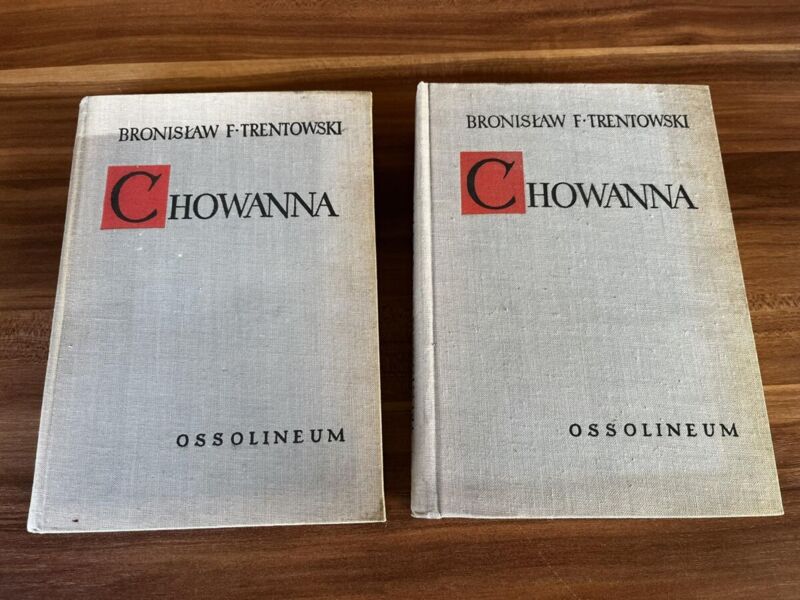 BRONISŁAW F·TRENTOWSKI
CHOWANNA
OSSOLINEUM
BRONISŁAW F·TRENTOWSKI
CHOWANNA
OSSOLINEUM